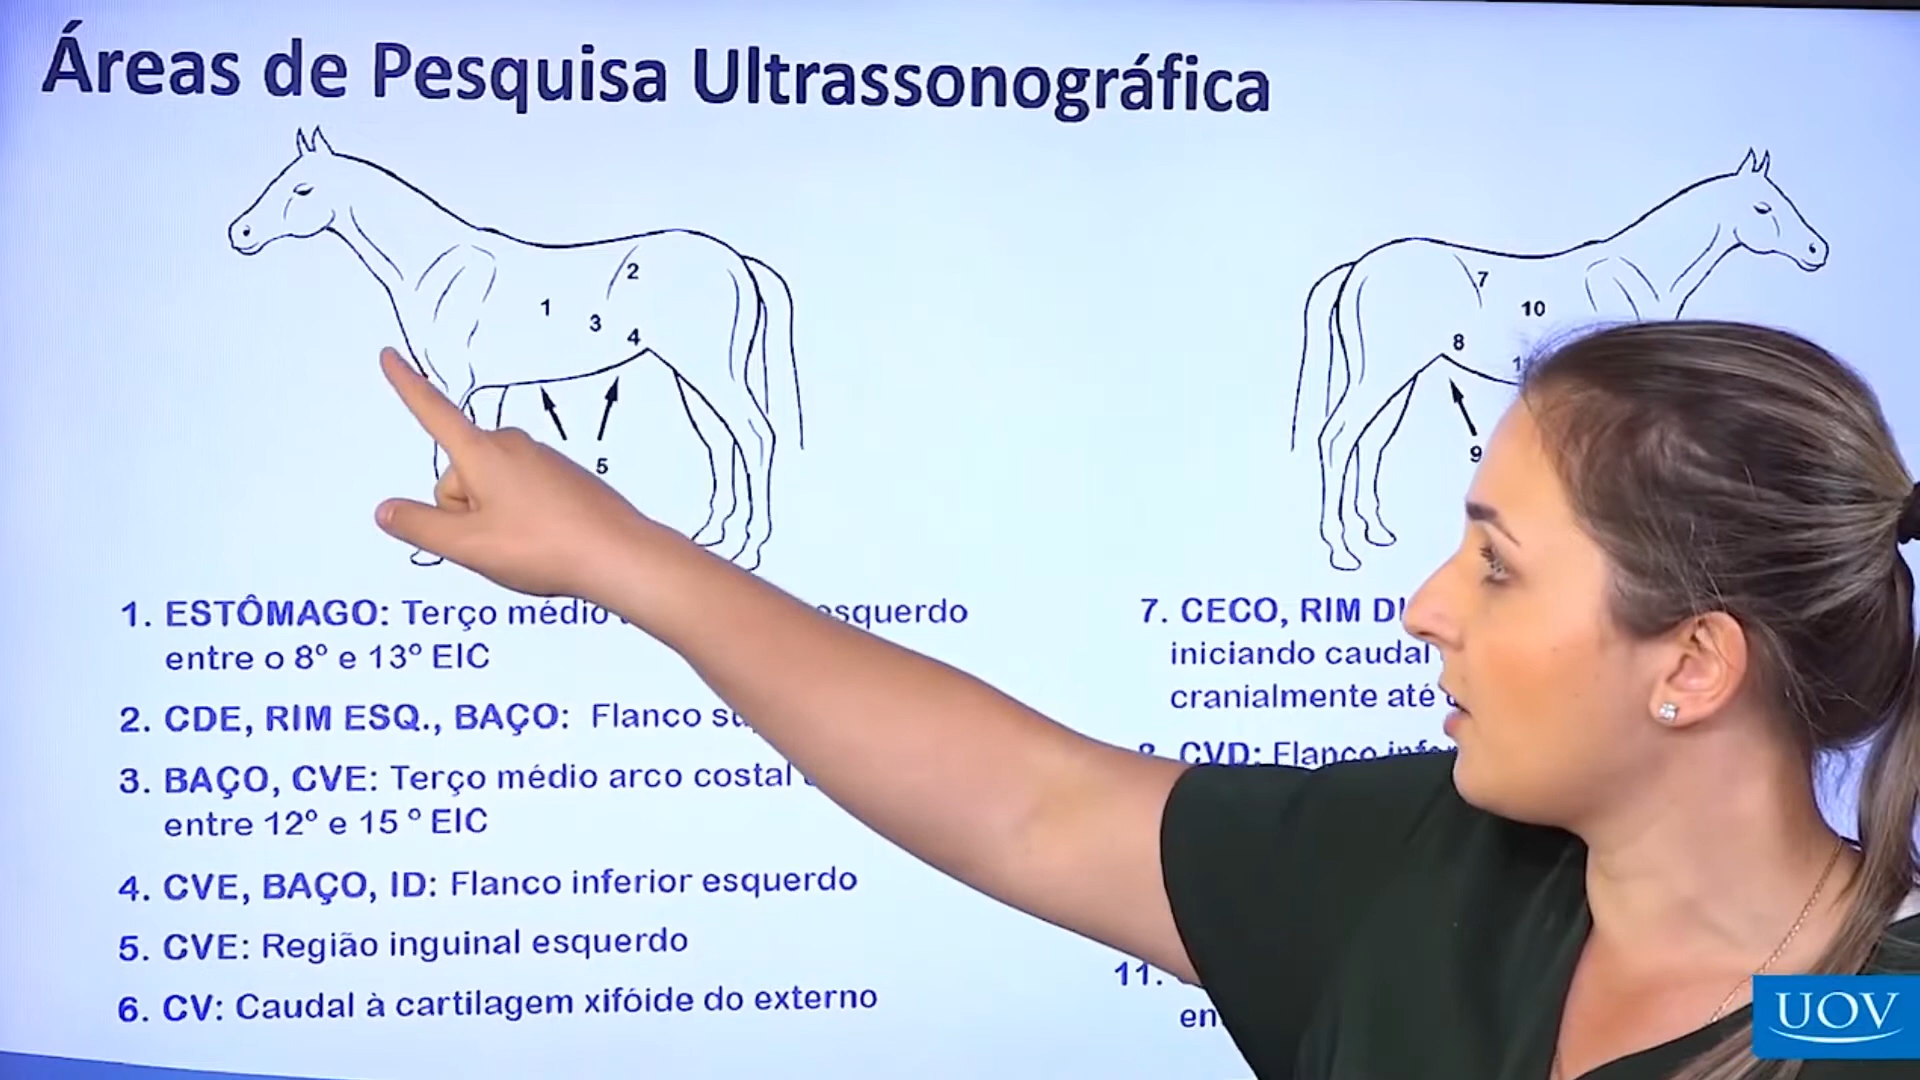 Áreas de Pesquisa Ultrassonográfica
1
2
3
4
5
7
10
8
9
1. ESTÔMAGO: Terço médio esquerdo
entre o 8º e 13º EIC
2. CDE, RIM ESQ., BAÇO: Flanco
3. BAÇO, CVE: Terço médio arco costal
entre 12º e 15 º EIC
4. CVE, BAÇO, ID: Flanco inferior esquerdo
5. CVE: Região inguinal esquerdo
6. CV: Caudal à cartilagem xifóide do externo
7. CECO, RIM
iniciando caudal
cranialmente até
CVD: Flanco
11.
UOV